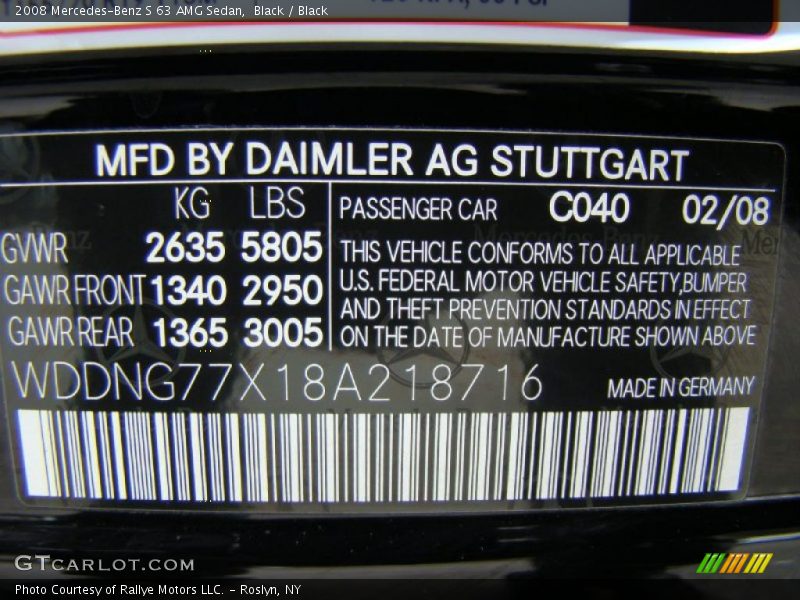 2008 Mercedes-Benz S 63 AMG Sedan, Black / Black
MFD BY DAIMLER AG STUTTGART
KG LBS
GVWR 2635 5805
GAWR FRONT 1340 2950
GAWR REAR 1365 3005
PASSENGER CAR C040 02/08
THIS VEHICLE CONFORMS TO ALL APPLICABLE
U.S. FEDERAL MOTOR VEHICLE SAFETY,BUMPER
AND THEFT PREVENTION STANDARDS IN EFFECT
ON THE DATE OF MANUFACTURE SHOWN ABOVE
WDDNG77X18A218716 MADE IN GERMANY
GTCARLOT.COM
Photo Courtesy of Rallye Motors LLC. - Roslyn, NY